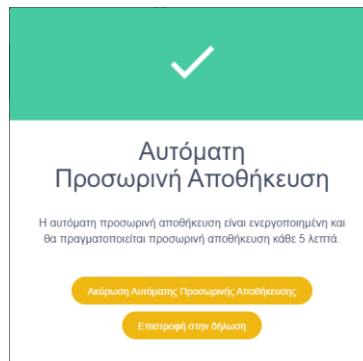 Αυτόματη
Προσωρινή Αποθήκευση
Η αυτόματη προσωρινή αποθήκευση είναι ενεργοποιημένη και
θα πραγματοποιείται προσωρινή αποθήκευση κάθε 5 λεπτά.
Ακύρωση Αυτόματης Προσωρινής Αποθήκευσης
Επιστροφή στην δήλωση